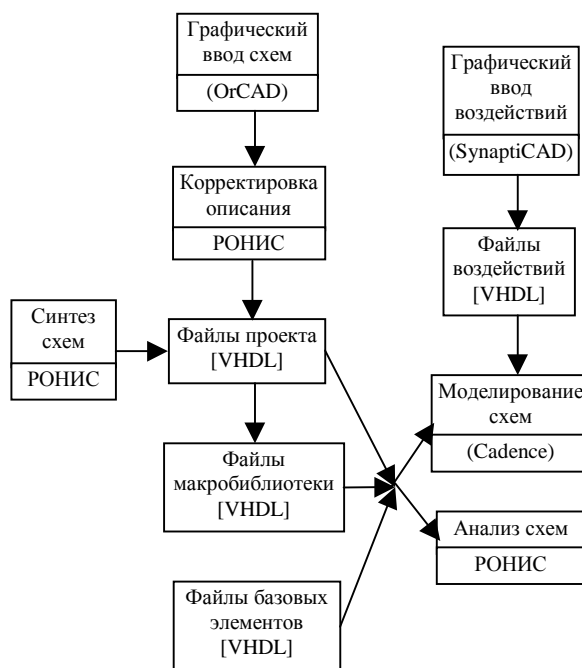 Графический
ввод схем
(OrCAD)
Графический
ввод
воздействий
(SynaptiCAD)
Корректировка
описания
РОНИС
Файлы
воздействий
[VHDL]
Синтез
схем
РОНИС
Файлы проекта
[VHDL]
Моделирование
схем
(Cadence)
Файлы
макробиблиотеки
[VHDL]
Анализ схем
РОНИС
Файлы базовых
элементов
[VHDL]